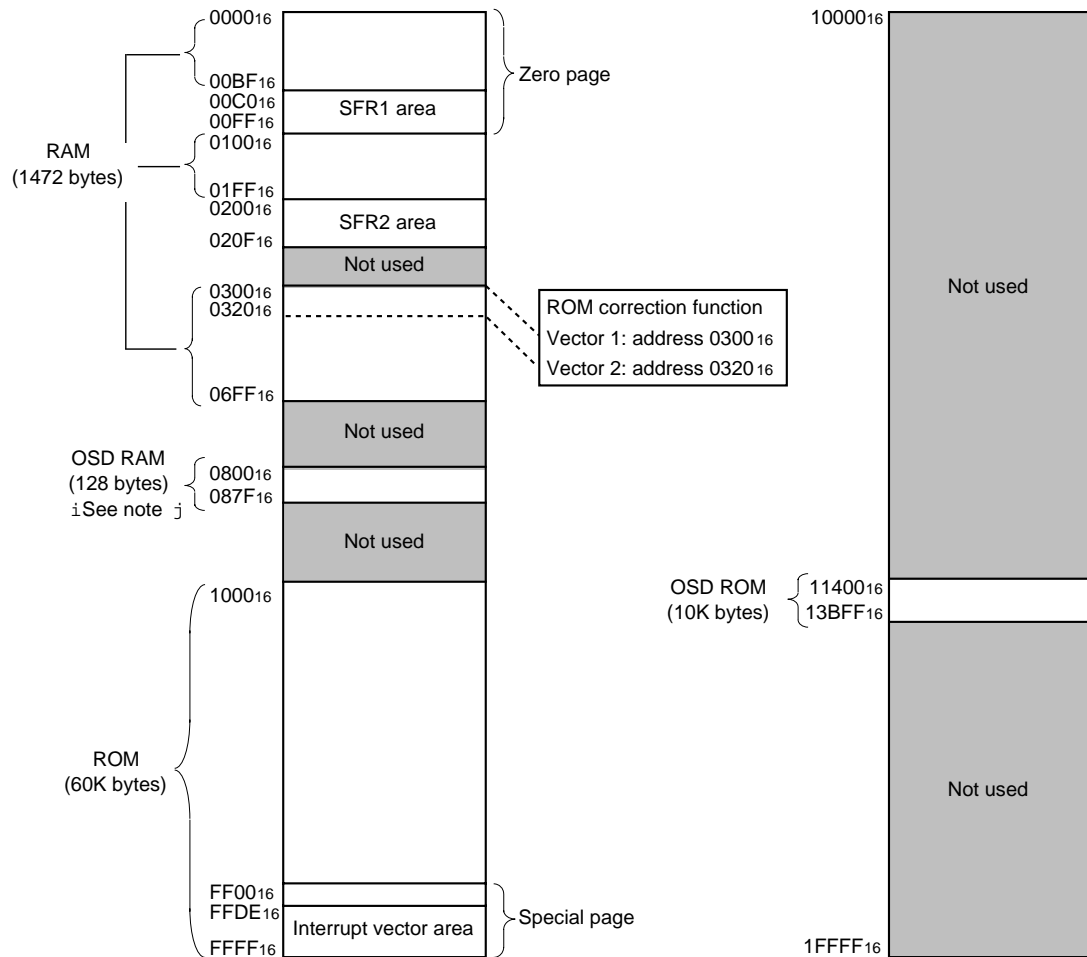 000016
00BF16
00C016
00FF16
SFR1 area
Zero page
RAM
(1472 bytes)
010016
01FF16
020016
SFR2 area
020F16
Not used
030016
032016
ROM correction function
Vector 1: address 030016
Vector 2: address 032016
06FF16
Not used
OSD RAM
(128 bytes)
iSee note j
080016
087F16
Not used
100016
ROM
(60K bytes)
FF0016
FFDE16
Interrupt vector area
Special page
FFFF16
1000016
Not used
OSD ROM
(10K bytes)
1140016
13BFF16
Not used
1FFFF16